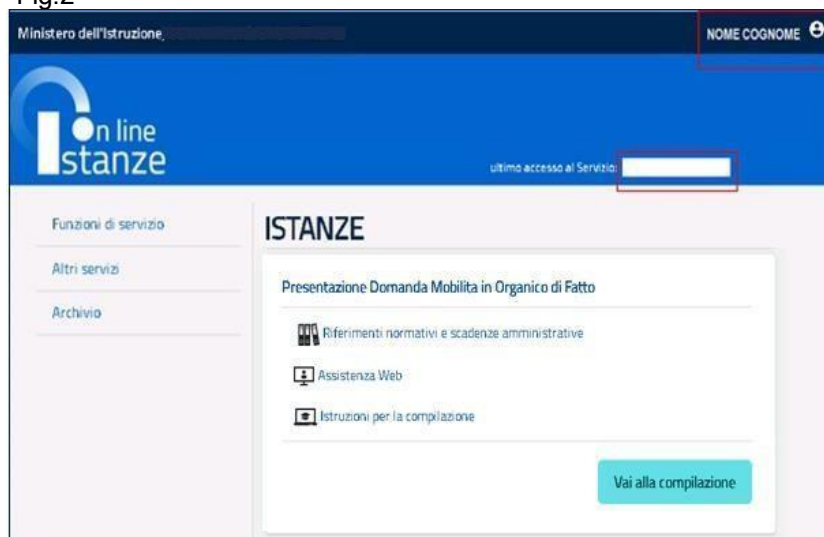 Fig.2
Ministero dell'Istruzione,
NOME COGNOME
On line
Istanze
ultimo accesso al Servizio:
Funzioni di servizio
Altri servizi
Archivio
ISTANZE
Presentazione Domanda Mobilita in Organico di Fatto
Riferimenti normativi e scadenze amministrative
Assistenza Web
Istruzioni per la compilazione
Vai alla compilazione